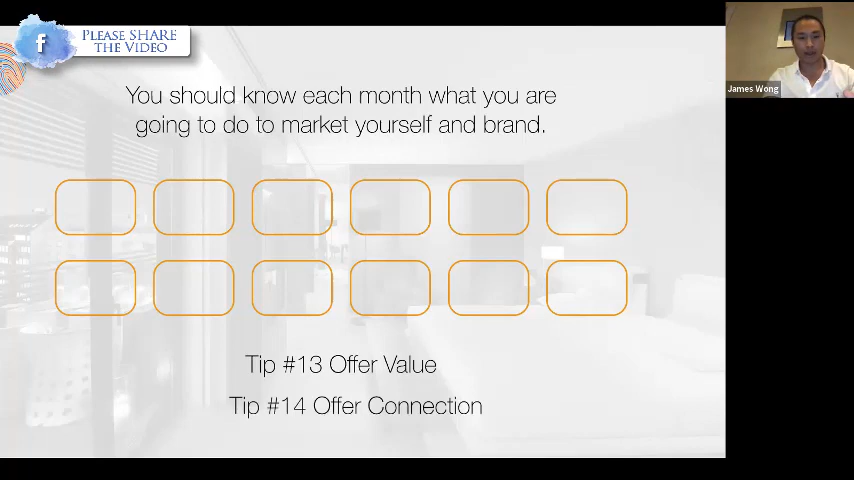 PLEASE SHARE
THE VIDEO
You should know each month what you are
going to do to market yourself and brand.
Tip #13 Offer Value
Tip #14 Offer Connection
James Wong